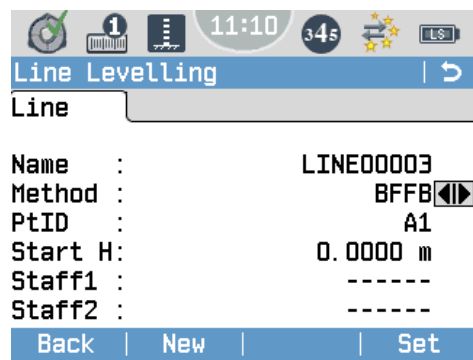 1 11:10 345 LS
Line Levelling
Line
Name : LINE00003
Method : BFFB
PtID : A1
Start H: 0.0000 m
Staff1 : ------
Staff2 : ------
Back | New | | Set